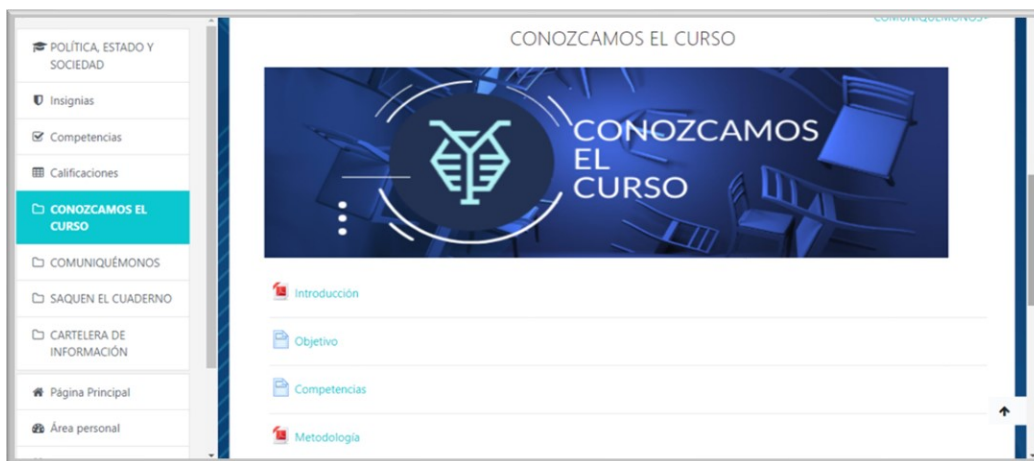 POLÍTICA, ESTADO Y
SOCIEDAD
Insignias
Competencias
Calificaciones
CONOZCAMOS EL
CURSO
COMUNIQUÉMONOS
SAQUEN EL CUADERNO
CARTELERA DE
INFORMACIÓN
Página Principal
Área personal
COMUNIQUÉMONOS
CONOZCAMOS EL CURSO
CONOZCAMOS
EL
CURSO
Introducción
Objetivo
Competencias
Metodología